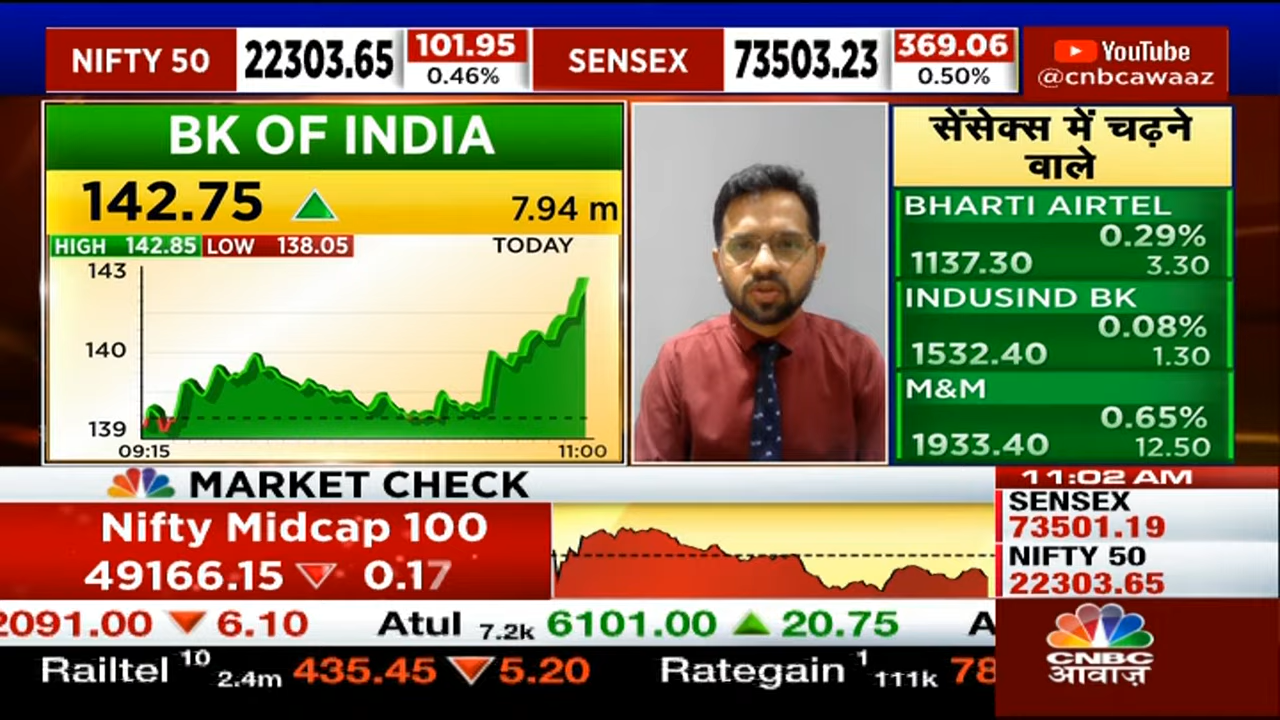 NIFTY 50 22303.65 101.95 0.46% SENSEX 73503.23 369.06 0.50% YouTube
@cnbcawaaz
BK OF INDIA
142.75 7.94 m
HIGH 142.85 LOW 138.05 TODAY
143
140
139
09:15 11:00
सेंसेक्स में चढ़ने
वाले
BHARTI AIRTEL
0.29%
1137.30 3.30
INDUSIND BK
0.08%
1532.40 1.30
M&M
0.65%
1933.40 12.50
MARKET CHECK
Nifty Midcap 100
49166.15 0.17
11:02 AM
SENSEX
73501.19
NIFTY 50
22303.65
2091.00 6.10 Atul 7.2k 6101.00 20.75 A
Railtel 10 2.4m 435.45 5.20 Rategain 1 111k 78
CNBC
आवाज़